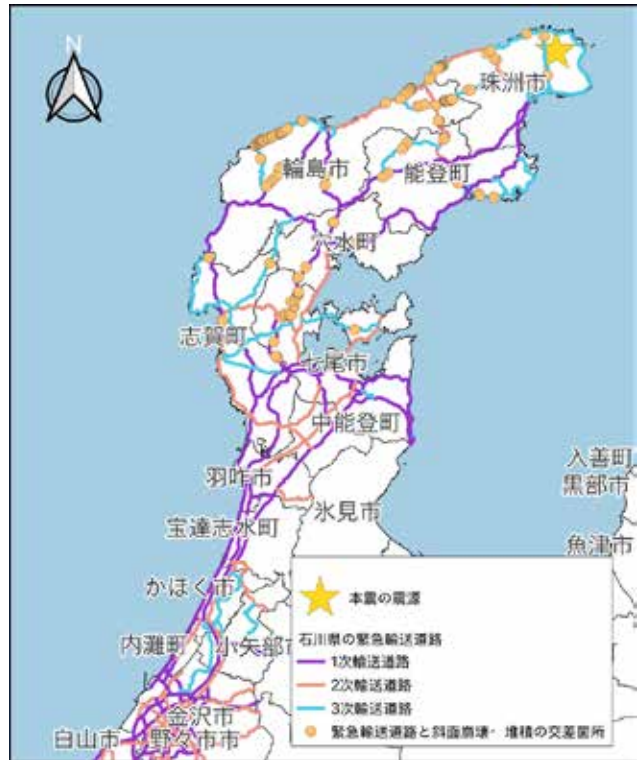 N
珠洲市
輪島市
能登町
穴水町
志賀町
七尾市
中能登町
羽咋市
氷見市
入善町
黒部市
魚津市
宝達志水町
かほく市
内灘町
小矢部市
金沢市
白山市
野々市市
本震の震源
石川県の緊急輸送道路
1次輸送道路
2次輸送道路
3次輸送道路
緊急輸送道路と斜面崩壊・堆積の交差箇所